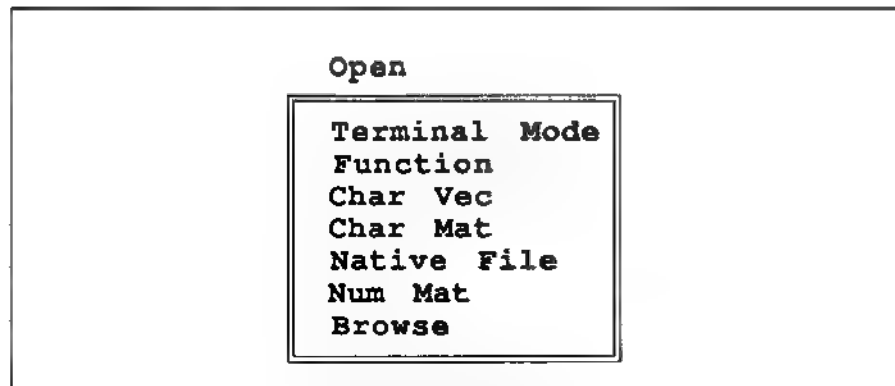 Open
Terminal Mode
Function
Char Vec
Char Mat
Native File
Num Mat
Browse